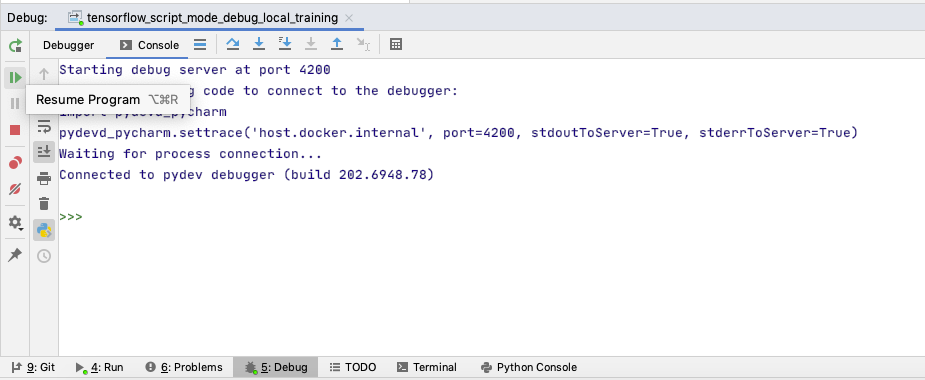 Debug: tensorflow_script_mode_debug_local_training
Debugger Console
Starting debug server at port 4200
code to connect to the debugger:
Resume Program ⌥⌘R
import pydevd_pycharm
pydevd_pycharm.settrace('host.docker.internal', port=4200, stdoutToServer=True, stderrToServer=True)
Waiting for process connection...
Connected to pydev debugger (build 202.6948.78)
>>>
9: Git 4: Run 6: Problems 5: Debug TODO Terminal Python Console